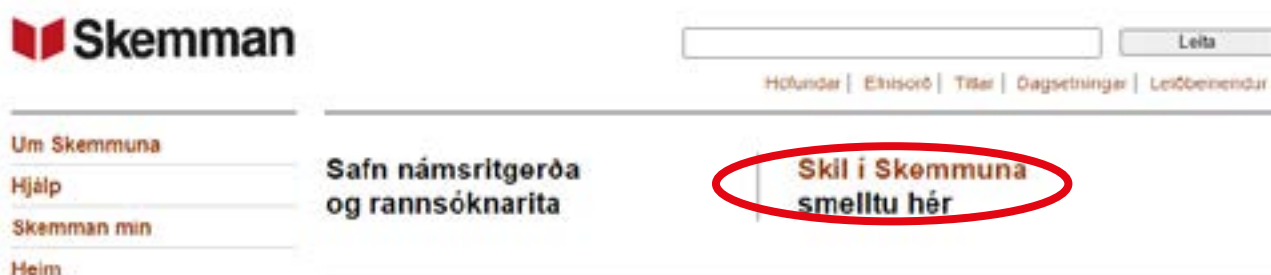 Skemman
Leita
Höfundar | Efnisorð | Titlar | Dagsetningar | Leiðbeinendur
Um Skemmuna
Hjálp
Skemman mín
Heim
Safn námsritgerða
og rannsóknarita
Skil í Skemmuna
smelltu hér